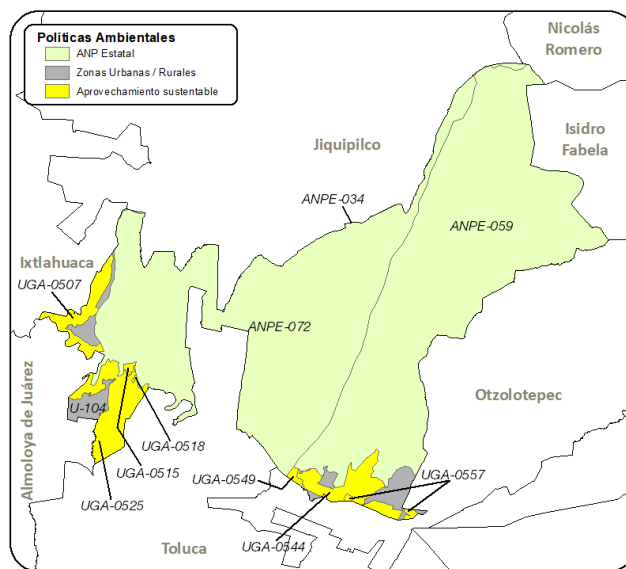 Políticas Ambientales
ANP Estatal
Zonas Urbanas / Rurales
Aprovechamiento sustentable
Nicolás
Romero
Isidro
Fabela
Jiquipilco
ANPE-034
ANPE-059
Ixtlahuaca
UGA-0507
ANPE-072
Otzolotepec
Almoloya de Juárez
U-104
UGA-0518
UGA-0515
UGA-0525
UGA-0549
UGA-0557
UGA-0544
Toluca